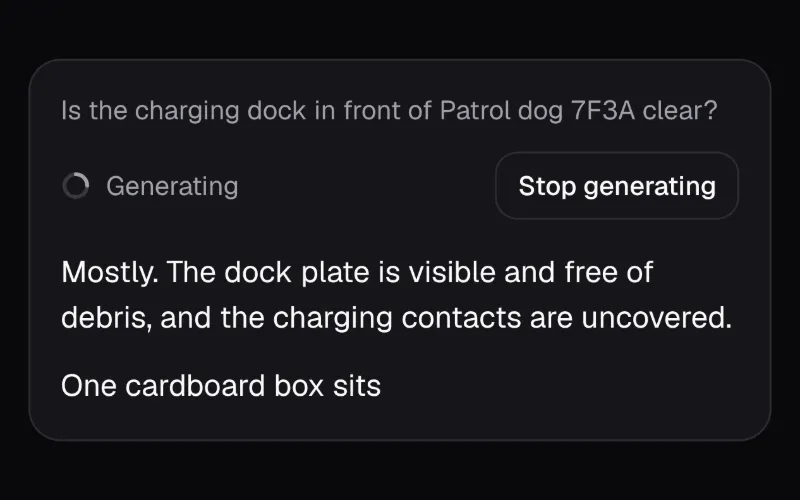 Is the charging dock in front of Patrol dog 7F3A clear?
Generating
Stop generating
Mostly. The dock plate is visible and free of
debris, and the charging contacts are uncovered.
One cardboard box sits